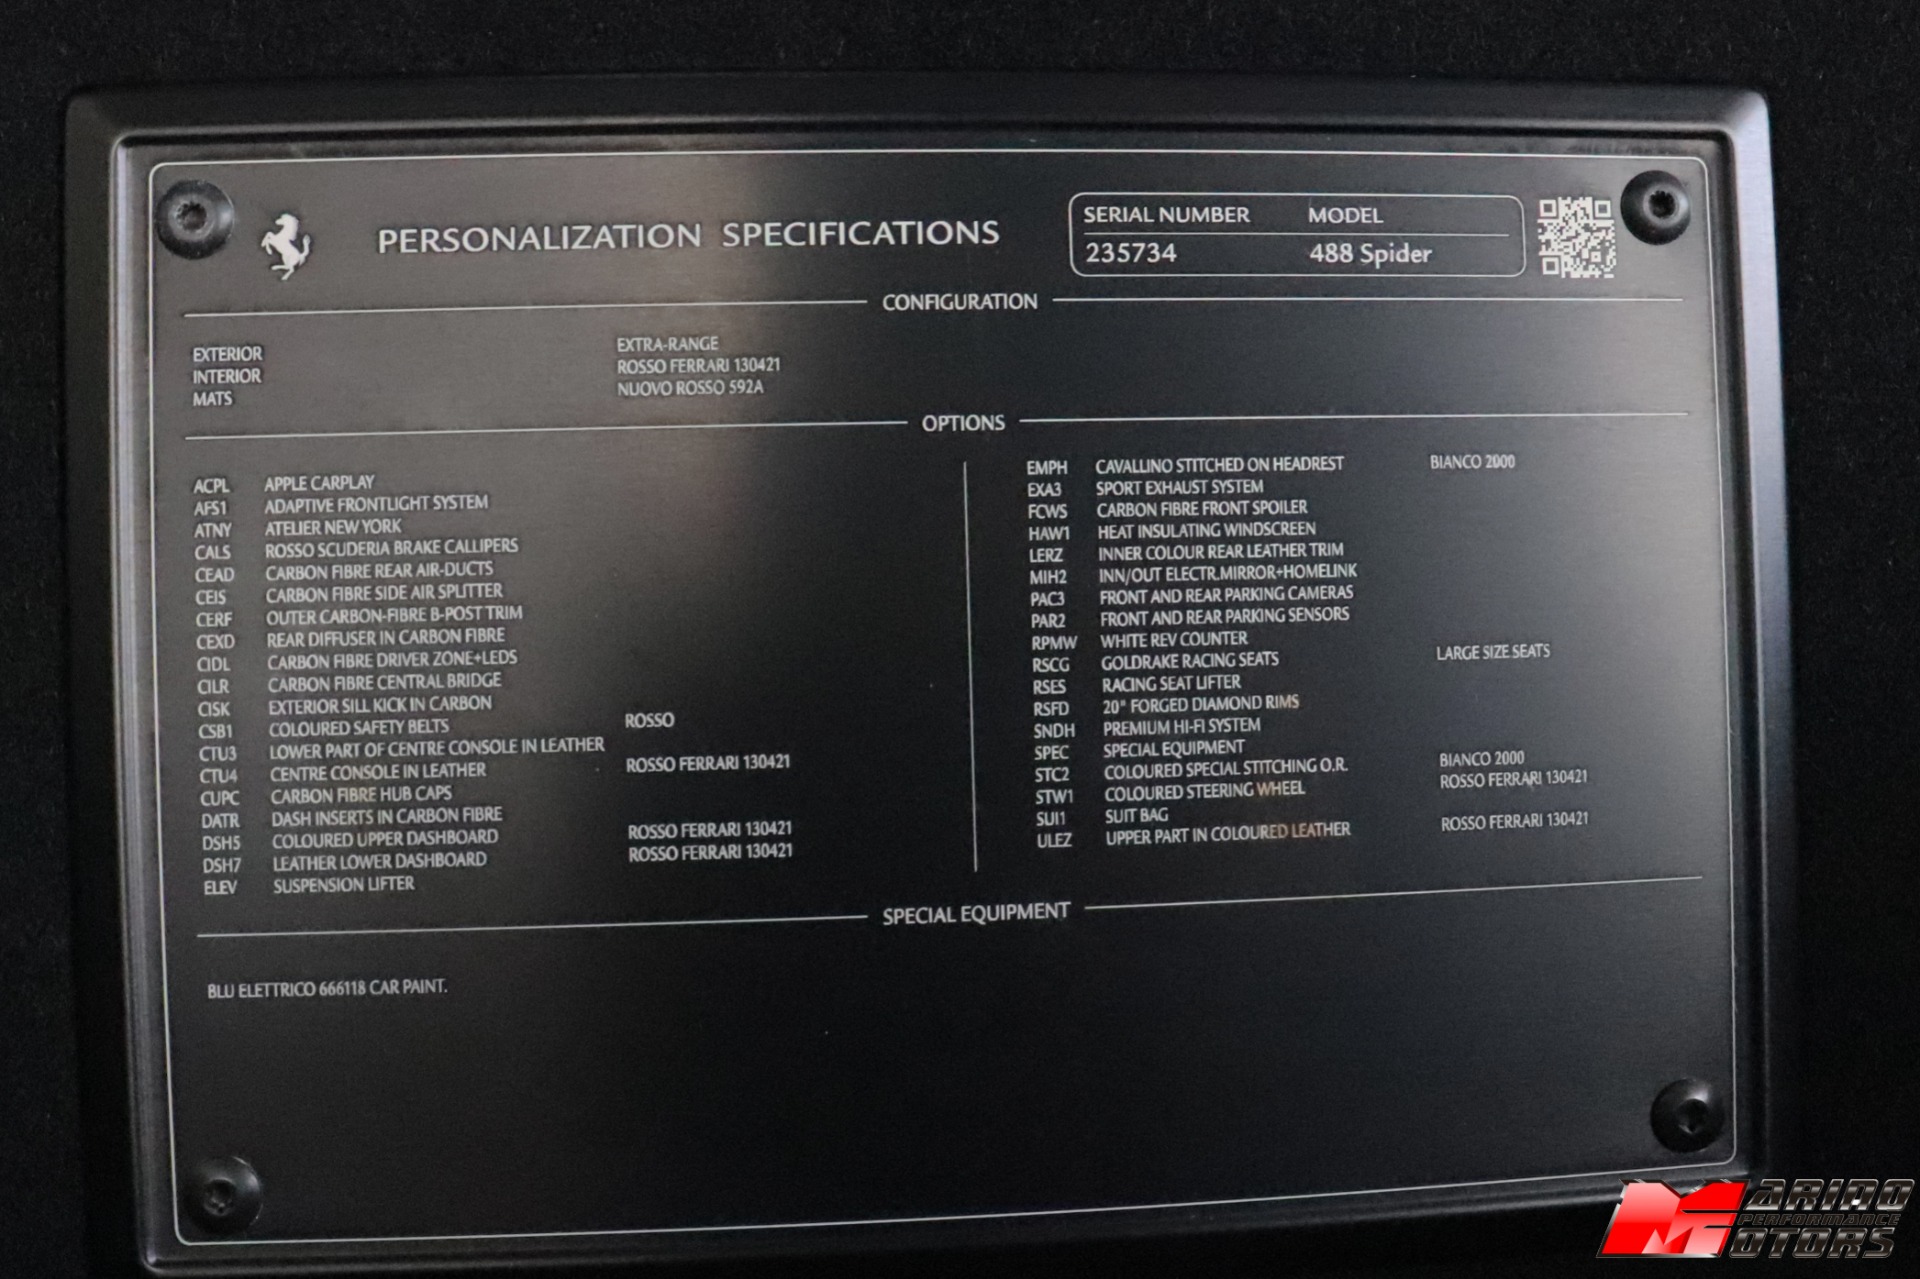 PERSONALIZATION SPECIFICATIONS
SERIAL NUMBER MODEL
235734 488 Spider
CONFIGURATION
EXTERIOR EXTRA-RANGE
INTERIOR ROSSO FERRARI 130421
MATS NUOVO ROSSO 592A
OPTIONS
ACPL APPLE CARPLAY
AFS1 ADAPTIVE FRONTLIGHT SYSTEM
ATNY ATELIER NEW YORK
CALS ROSSO SCUDERIA BRAKE CALLIPERS
CEAD CARBON FIBRE REAR AIR-DUCTS
CEIS CARBON FIBRE SIDE AIR SPLITTER
CERF OUTER CARBON-FIBRE B-POST TRIM
CEXD REAR DIFFUSER IN CARBON FIBRE
CIDL CARBON FIBRE DRIVER ZONE+LEDS
CILR CARBON FIBRE CENTRAL BRIDGE
CISK EXTERIOR SILL KICK IN CARBON
CSB1 COLOURED SAFETY BELTS ROSSO
CTU3 LOWER PART OF CENTRE CONSOLE IN LEATHER
CTU4 CENTRE CONSOLE IN LEATHER ROSSO FERRARI 130421
CUPC CARBON FIBRE HUB CAPS
DATR DASH INSERTS IN CARBON FIBRE
DSH5 COLOURED UPPER DASHBOARD ROSSO FERRARI 130421
DSH7 LEATHER LOWER DASHBOARD ROSSO FERRARI 130421
ELEV SUSPENSION LIFTER
EMPH CAVALLINO STITCHED ON HEADREST BIANCO 2000
EXA3 SPORT EXHAUST SYSTEM
FCWS CARBON FIBRE FRONT SPOILER
HAW1 HEAT INSULATING WINDSCREEN
LERZ INNER COLOUR REAR LEATHER TRIM
MIH2 INN/OUT ELECTR.MIRROR+HOMELINK
PAC3 FRONT AND REAR PARKING CAMERAS
PAR2 FRONT AND REAR PARKING SENSORS
RPMW WHITE REV COUNTER
RSCG GOLDRAKE RACING SEATS LARGE SIZE SEATS
RSES RACING SEAT LIFTER
RSFD 20" FORGED DIAMOND RIMS
SNDH PREMIUM HI-FI SYSTEM
SPEC SPECIAL EQUIPMENT
STC2 COLOURED SPECIAL STITCHING O.R. BIANCO 2000
STW1 COLOURED STEERING WHEEL ROSSO FERRARI 130421
SUI1 SUIT BAG
ULEZ UPPER PART IN COLOURED LEATHER ROSSO FERRARI 130421
SPECIAL EQUIPMENT
BLU ELETTRICO 666118 CAR PAINT.
MARINO
PERFORMANCE
MOTORS